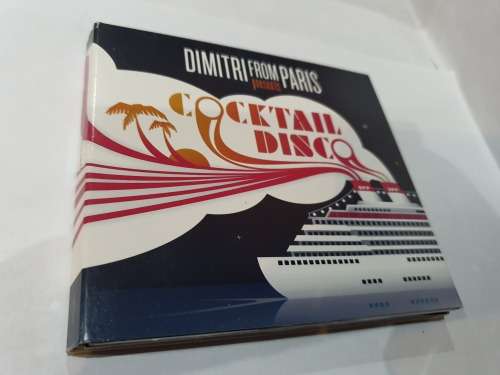 DIMITRI FROM PARIS
presents
COCKTAIL
DISCO